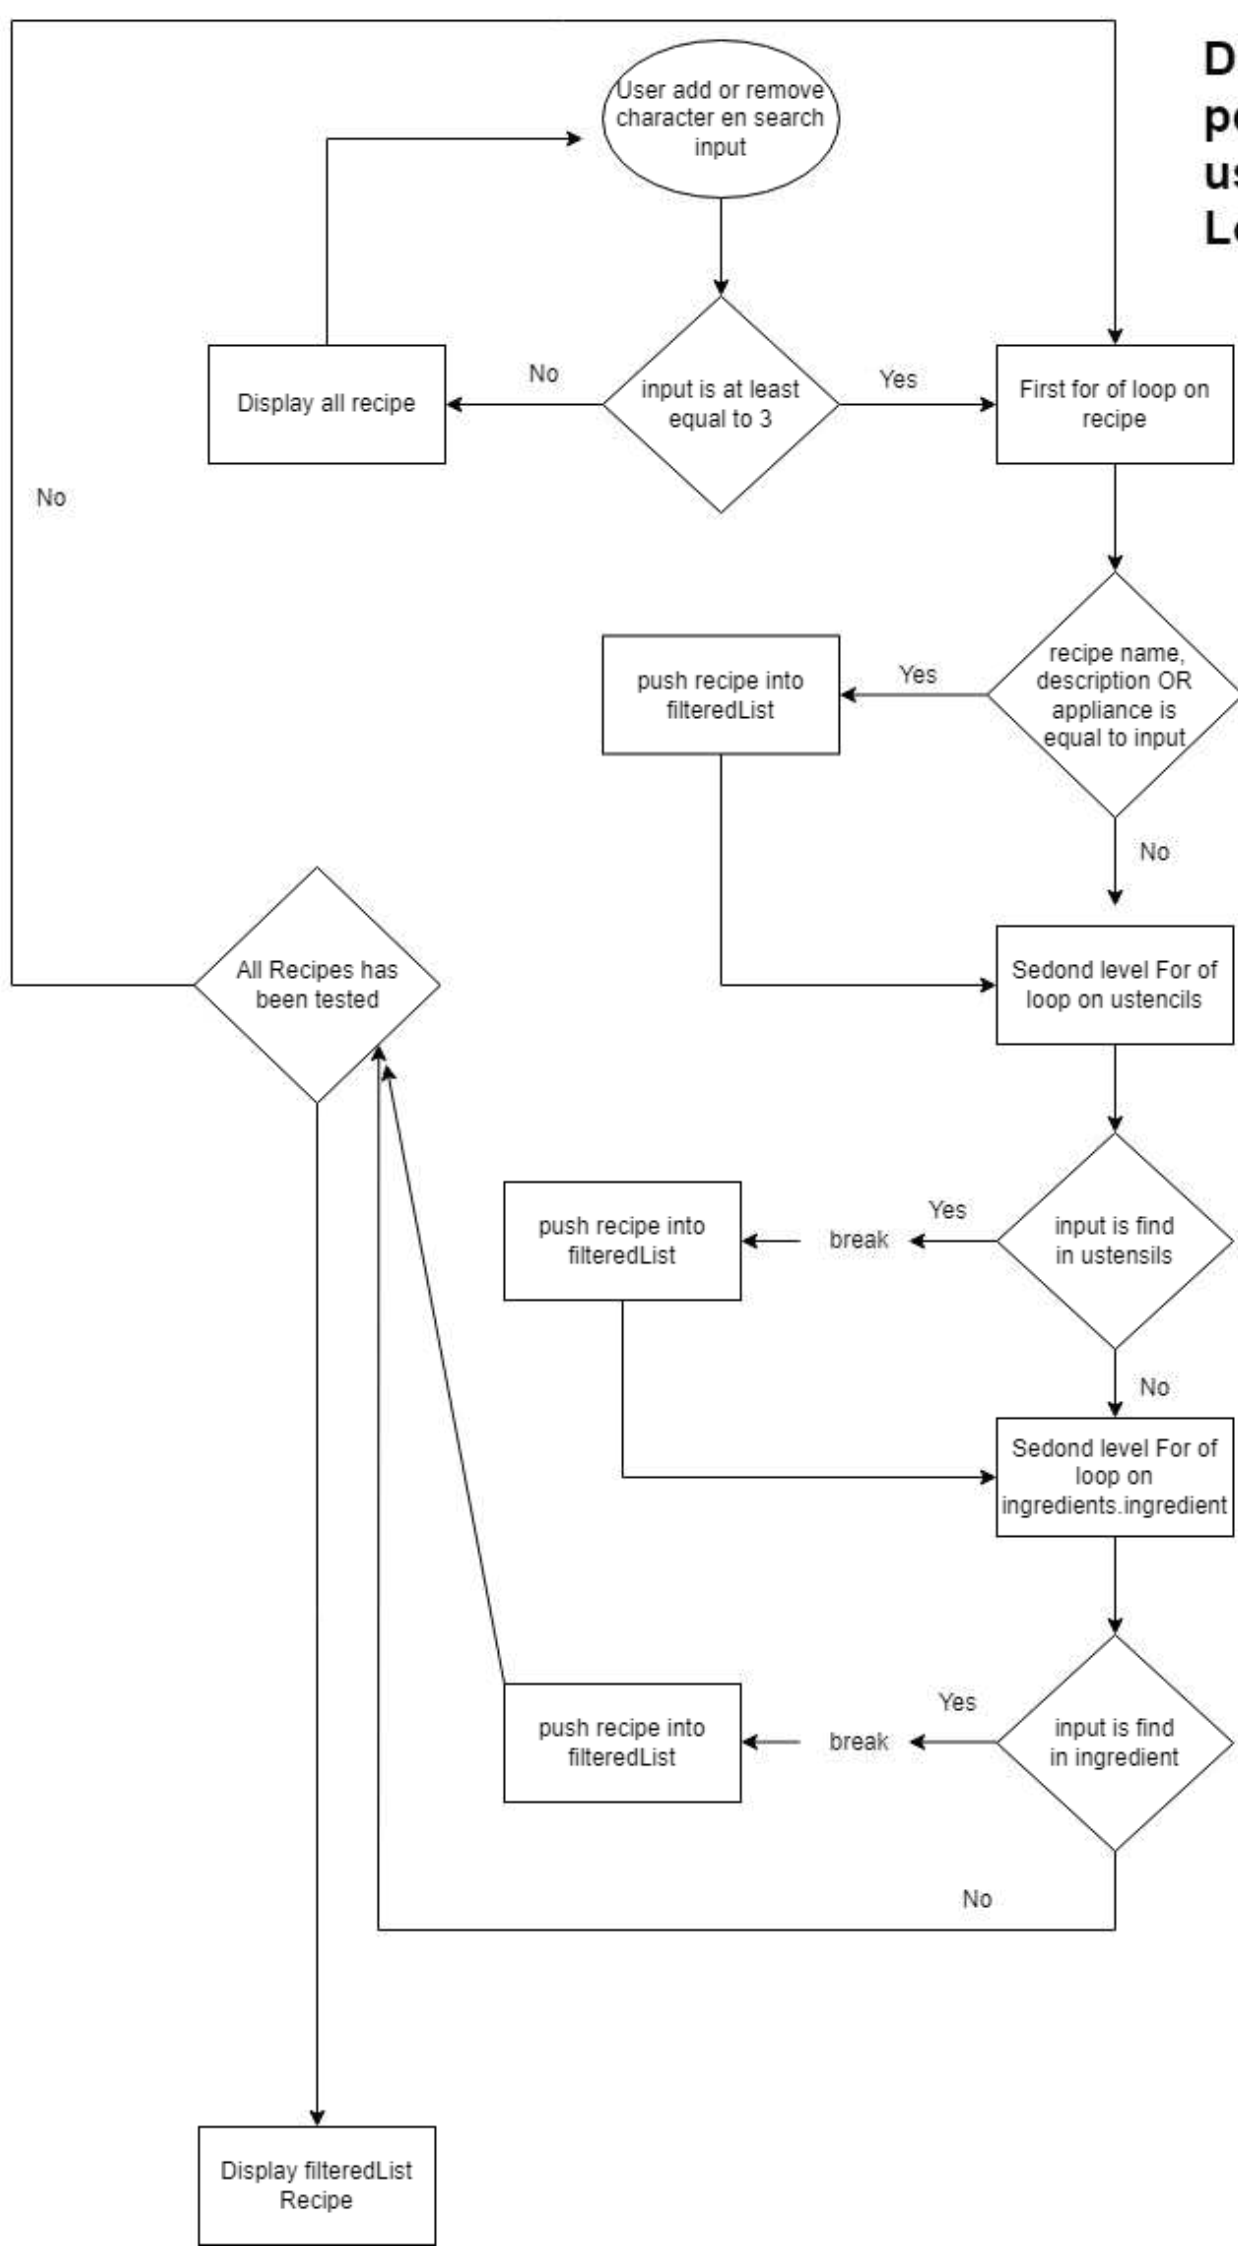 User add or remove
character en search
input
No
input is at least
equal to 3
Yes
Display all recipe
First for of loop on
recipe
No
recipe name,
description OR
appliance is
equal to input
Yes
push recipe into
filteredList
No
All Recipes has
been tested
Sedond level For of
loop on ustencils
input is find
in ustensils
Yes
break
push recipe into
filteredList
No
Sedond level For of
loop on
ingredients.ingredient
input is find
in ingredient
Yes
break
push recipe into
filteredList
No
Display filteredList
Recipe